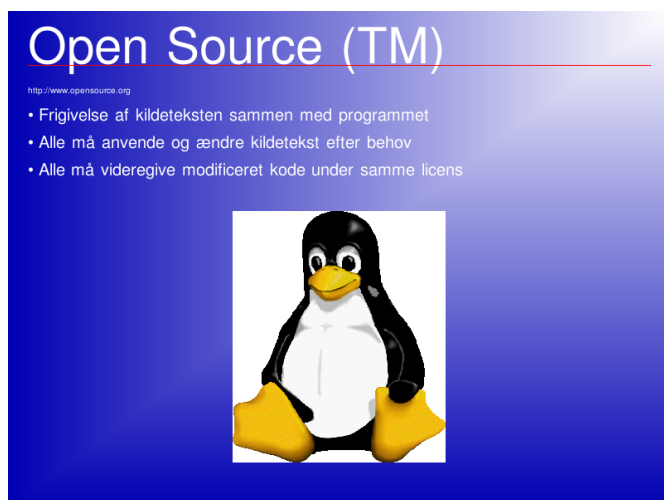 Open Source (TM)
http://www.opensource.org
• Frigivelse af kildeteksten sammen med programmet
• Alle må anvende og ændre kildetekst efter behov
• Alle må videregive modificeret kode under samme licens